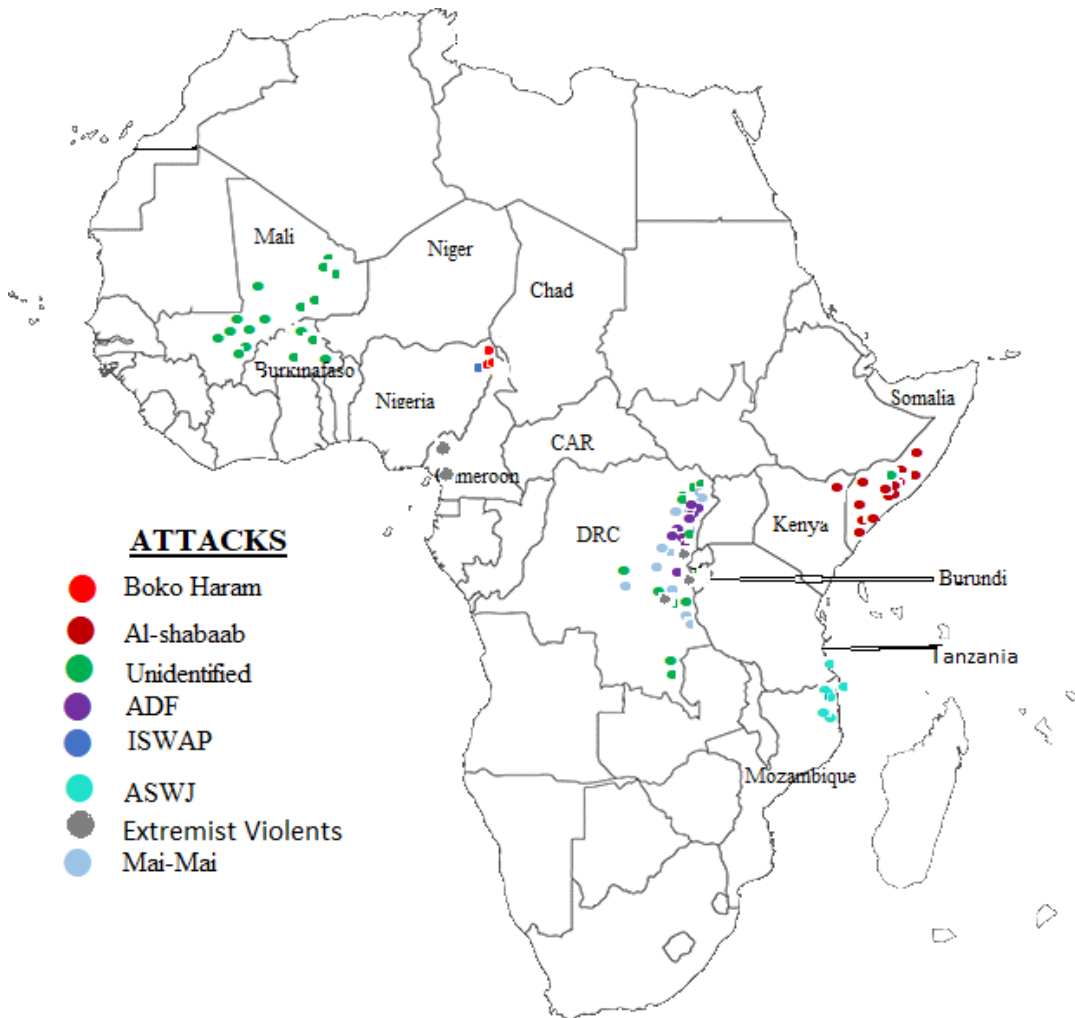 Mali
Niger
Chad
Burkinafaso
Nigeria
Somalia
CAR
meroon
DRC
Kenya
Burundi
Tanzania
Mozambique
ATTACKS
Boko Haram
Al-shabaab
Unidentified
ADF
ISWAP
ASWJ
Extremist Violents
Mai-Mai